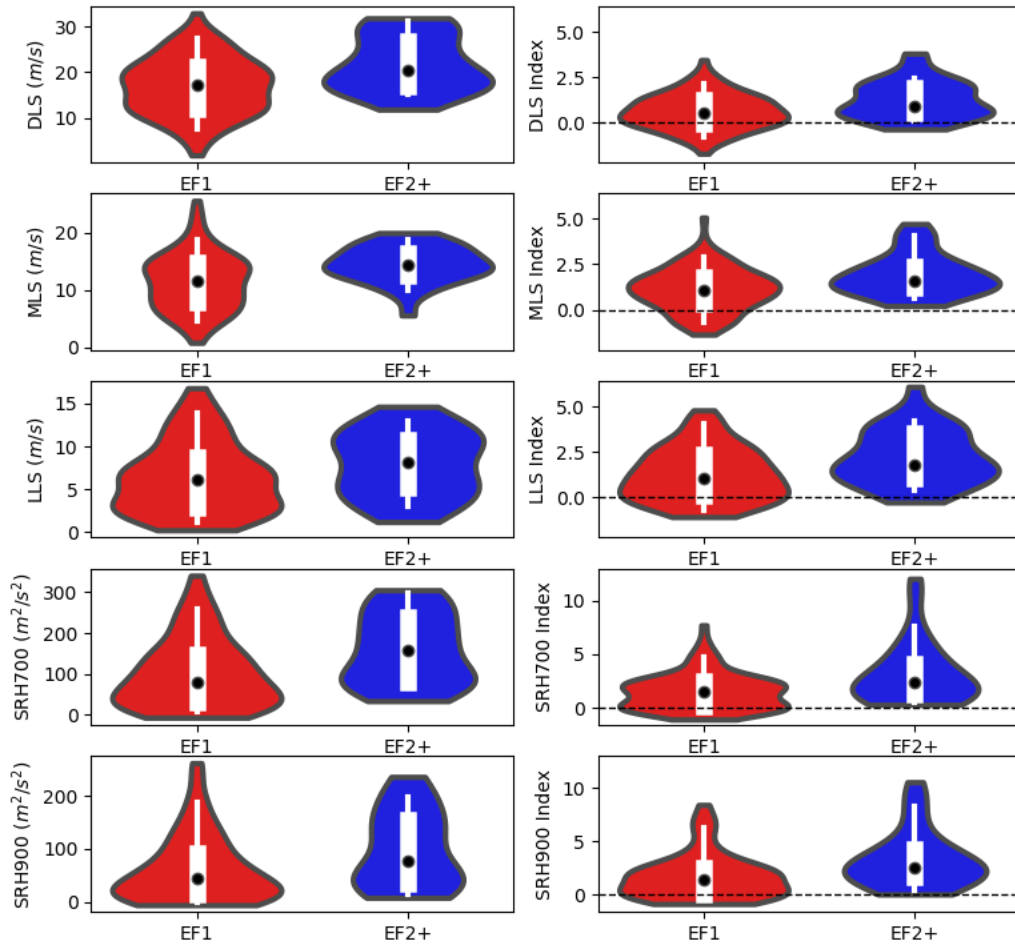 DLS (m/s)
30
20
10
EF1
EF2+
DLS Index
5.0
2.5
0.0
EF1
EF2+
MLS (m/s)
20
10
0
EF1
EF2+
MLS Index
5.0
2.5
0.0
EF1
EF2+
LLS (m/s)
15
10
5
0
EF1
EF2+
LLS Index
5.0
2.5
0.0
EF1
EF2+
SRH700 (m²/s²)
300
200
100
0
EF1
EF2+
SRH700 Index
10
5
0
EF1
EF2+
SRH900 (m²/s²)
200
100
0
EF1
EF2+
SRH900 Index
10
5
0
EF1
EF2+